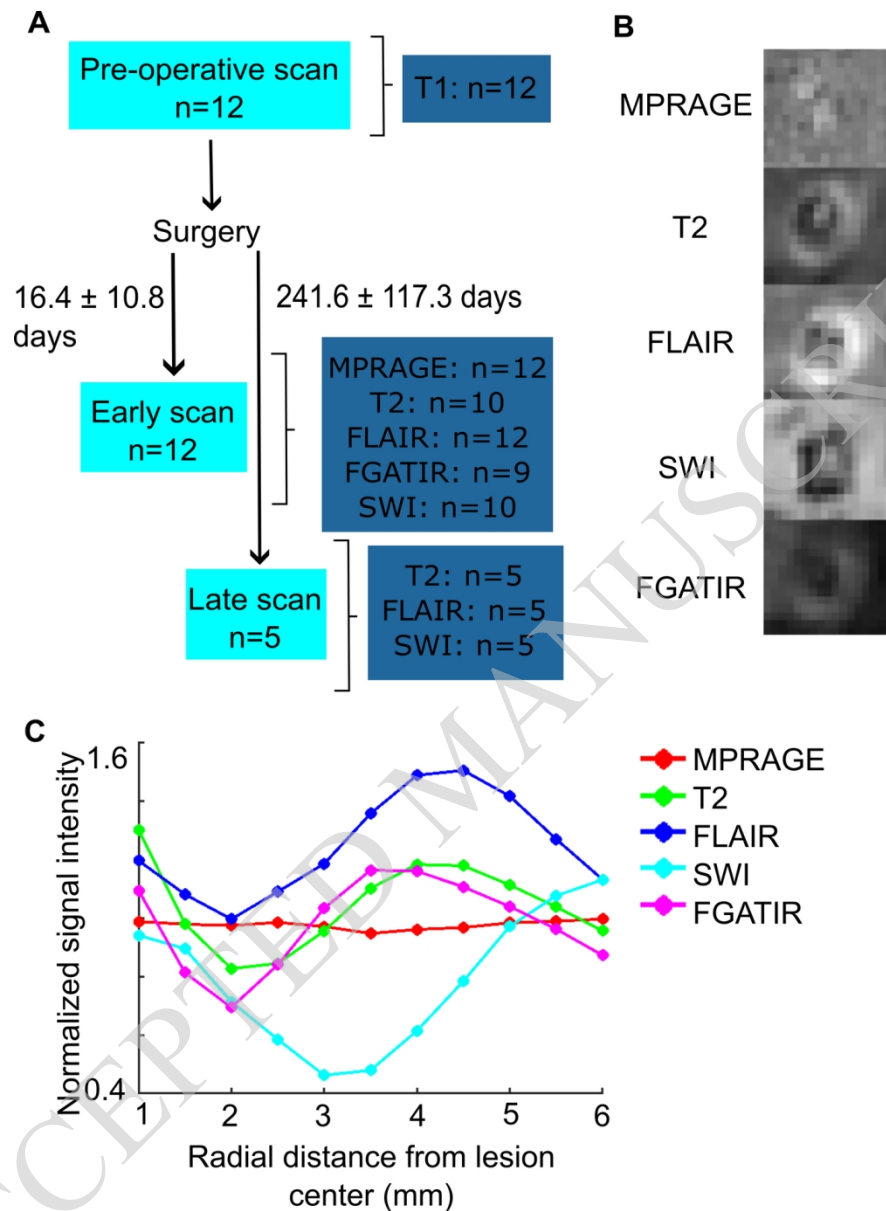 A
Pre-operative scan
n=12
T1: n=12
Surgery
16.4 ± 10.8
days
241.6 ± 117.3 days
Early scan
n=12
MPRAGE: n=12
T2: n=10
FLAIR: n=12
FGATIR: n=9
SWI: n=10
Late scan
n=5
T2: n=5
FLAIR: n=5
SWI: n=5
B
MPRAGE
T2
FLAIR
SWI
FGATIR
C
Normalized signal intensity
1.6
0.4
1 2 3 4 5 6
Radial distance from lesion
center (mm)
MPRAGE
T2
FLAIR
SWI
FGATIR
CEPTED MANUSCRI